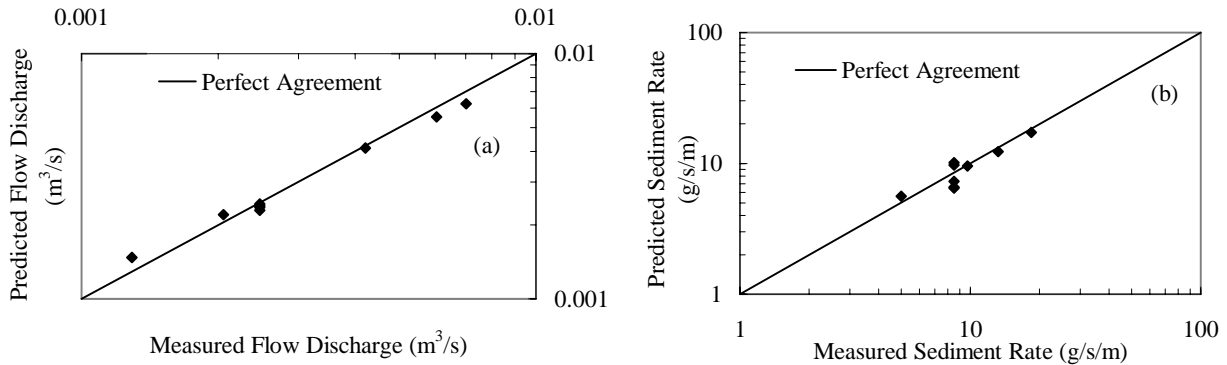 0.001
0.01
Predicted Flow Discharge
(m³/s)
Perfect Agreement
(a)
0.01
0.001
Measured Flow Discharge (m³/s)
Predicted Sediment Rate
(g/s/m)
100
10
1
Perfect Agreement
(b)
1
10
100
Measured Sediment Rate (g/s/m)